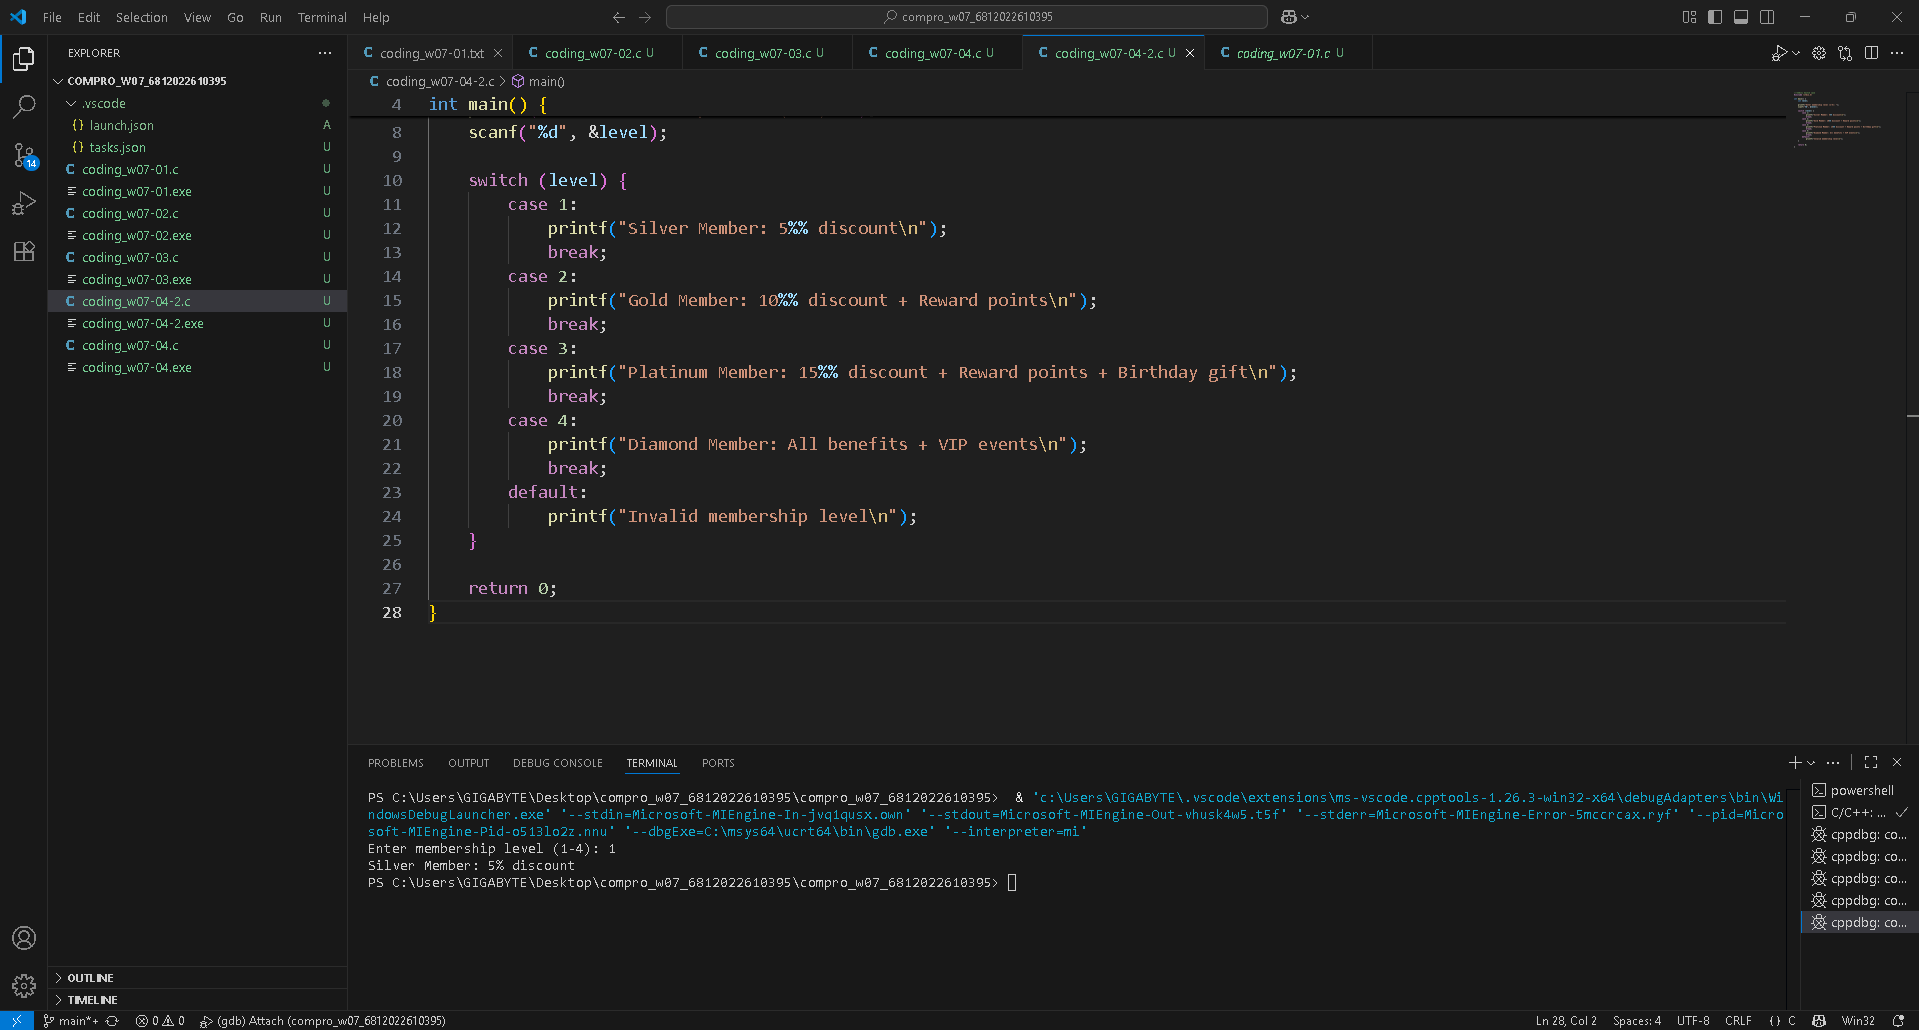 File Edit Selection View Go Run Terminal Help
compro_w07_6812022610395
EXPLORER
COMPRO_W07_6812022610395
.vscode
launch.json A
tasks.json U
coding_w07-01.c U
coding_w07-01.exe U
coding_w07-02.c U
coding_w07-02.exe U
coding_w07-03.c U
coding_w07-03.exe U
coding_w07-04-2.c U
coding_w07-04-2.exe U
coding_w07-04.c U
coding_w07-04.exe U
OUTLINE
TIMELINE
14
coding_w07-01.txt coding_w07-02.c U coding_w07-03.c U coding_w07-04.c U coding_w07-04-2.c U coding_w07-01.c U
coding_w07-04-2.c > main()
4 int main() {
8 scanf("%d", &level);
9
10 switch (level) {
11 case 1:
12 printf("Silver Member: 5%% discount\n");
13 break;
14 case 2:
15 printf("Gold Member: 10%% discount + Reward points\n");
16 break;
17 case 3:
18 printf("Platinum Member: 15%% discount + Reward points + Birthday gift\n");
19 break;
20 case 4:
21 printf("Diamond Member: All benefits + VIP events\n");
22 break;
23 default:
24 printf("Invalid membership level\n");
25 }
26
27 return 0;
28 }
PROBLEMS OUTPUT DEBUG CONSOLE TERMINAL PORTS
PS C:\Users\GIGABYTE\Desktop\compro_w07_6812022610395\compro_w07_6812022610395> & 'c:\Users\GIGABYTE\.vscode\extensions\ms-vscode.cpptools-1.26.3-win32-x64\debugAdapters\bin\Wi
ndowsDebugLauncher.exe' '--stdin=Microsoft-MIEngine-In-jvq1qusx.own' '--stdout=Microsoft-MIEngine-Out-vhusk4w5.t5f' '--stderr=Microsoft-MIEngine-Error-5mccrcax.ryf' '--pid=Micro
soft-MIEngine-Pid-o513lo2z.nnu' '--dbgExe=C:\msys64\ucrt64\bin\gdb.exe' '--interpreter=mi'
Enter membership level (1-4): 1
Silver Member: 5% discount
PS C:\Users\GIGABYTE\Desktop\compro_w07_6812022610395\compro_w07_6812022610395>
powershell
C/C++: ...
cppdbg: co...
cppdbg: co...
cppdbg: co...
cppdbg: co...
cppdbg: co...
main*+ 0 0 (gdb) Attach (compro_w07_6812022610395) Ln 28, Col 2 Spaces: 4 UTF-8 CRLF {} C Win32